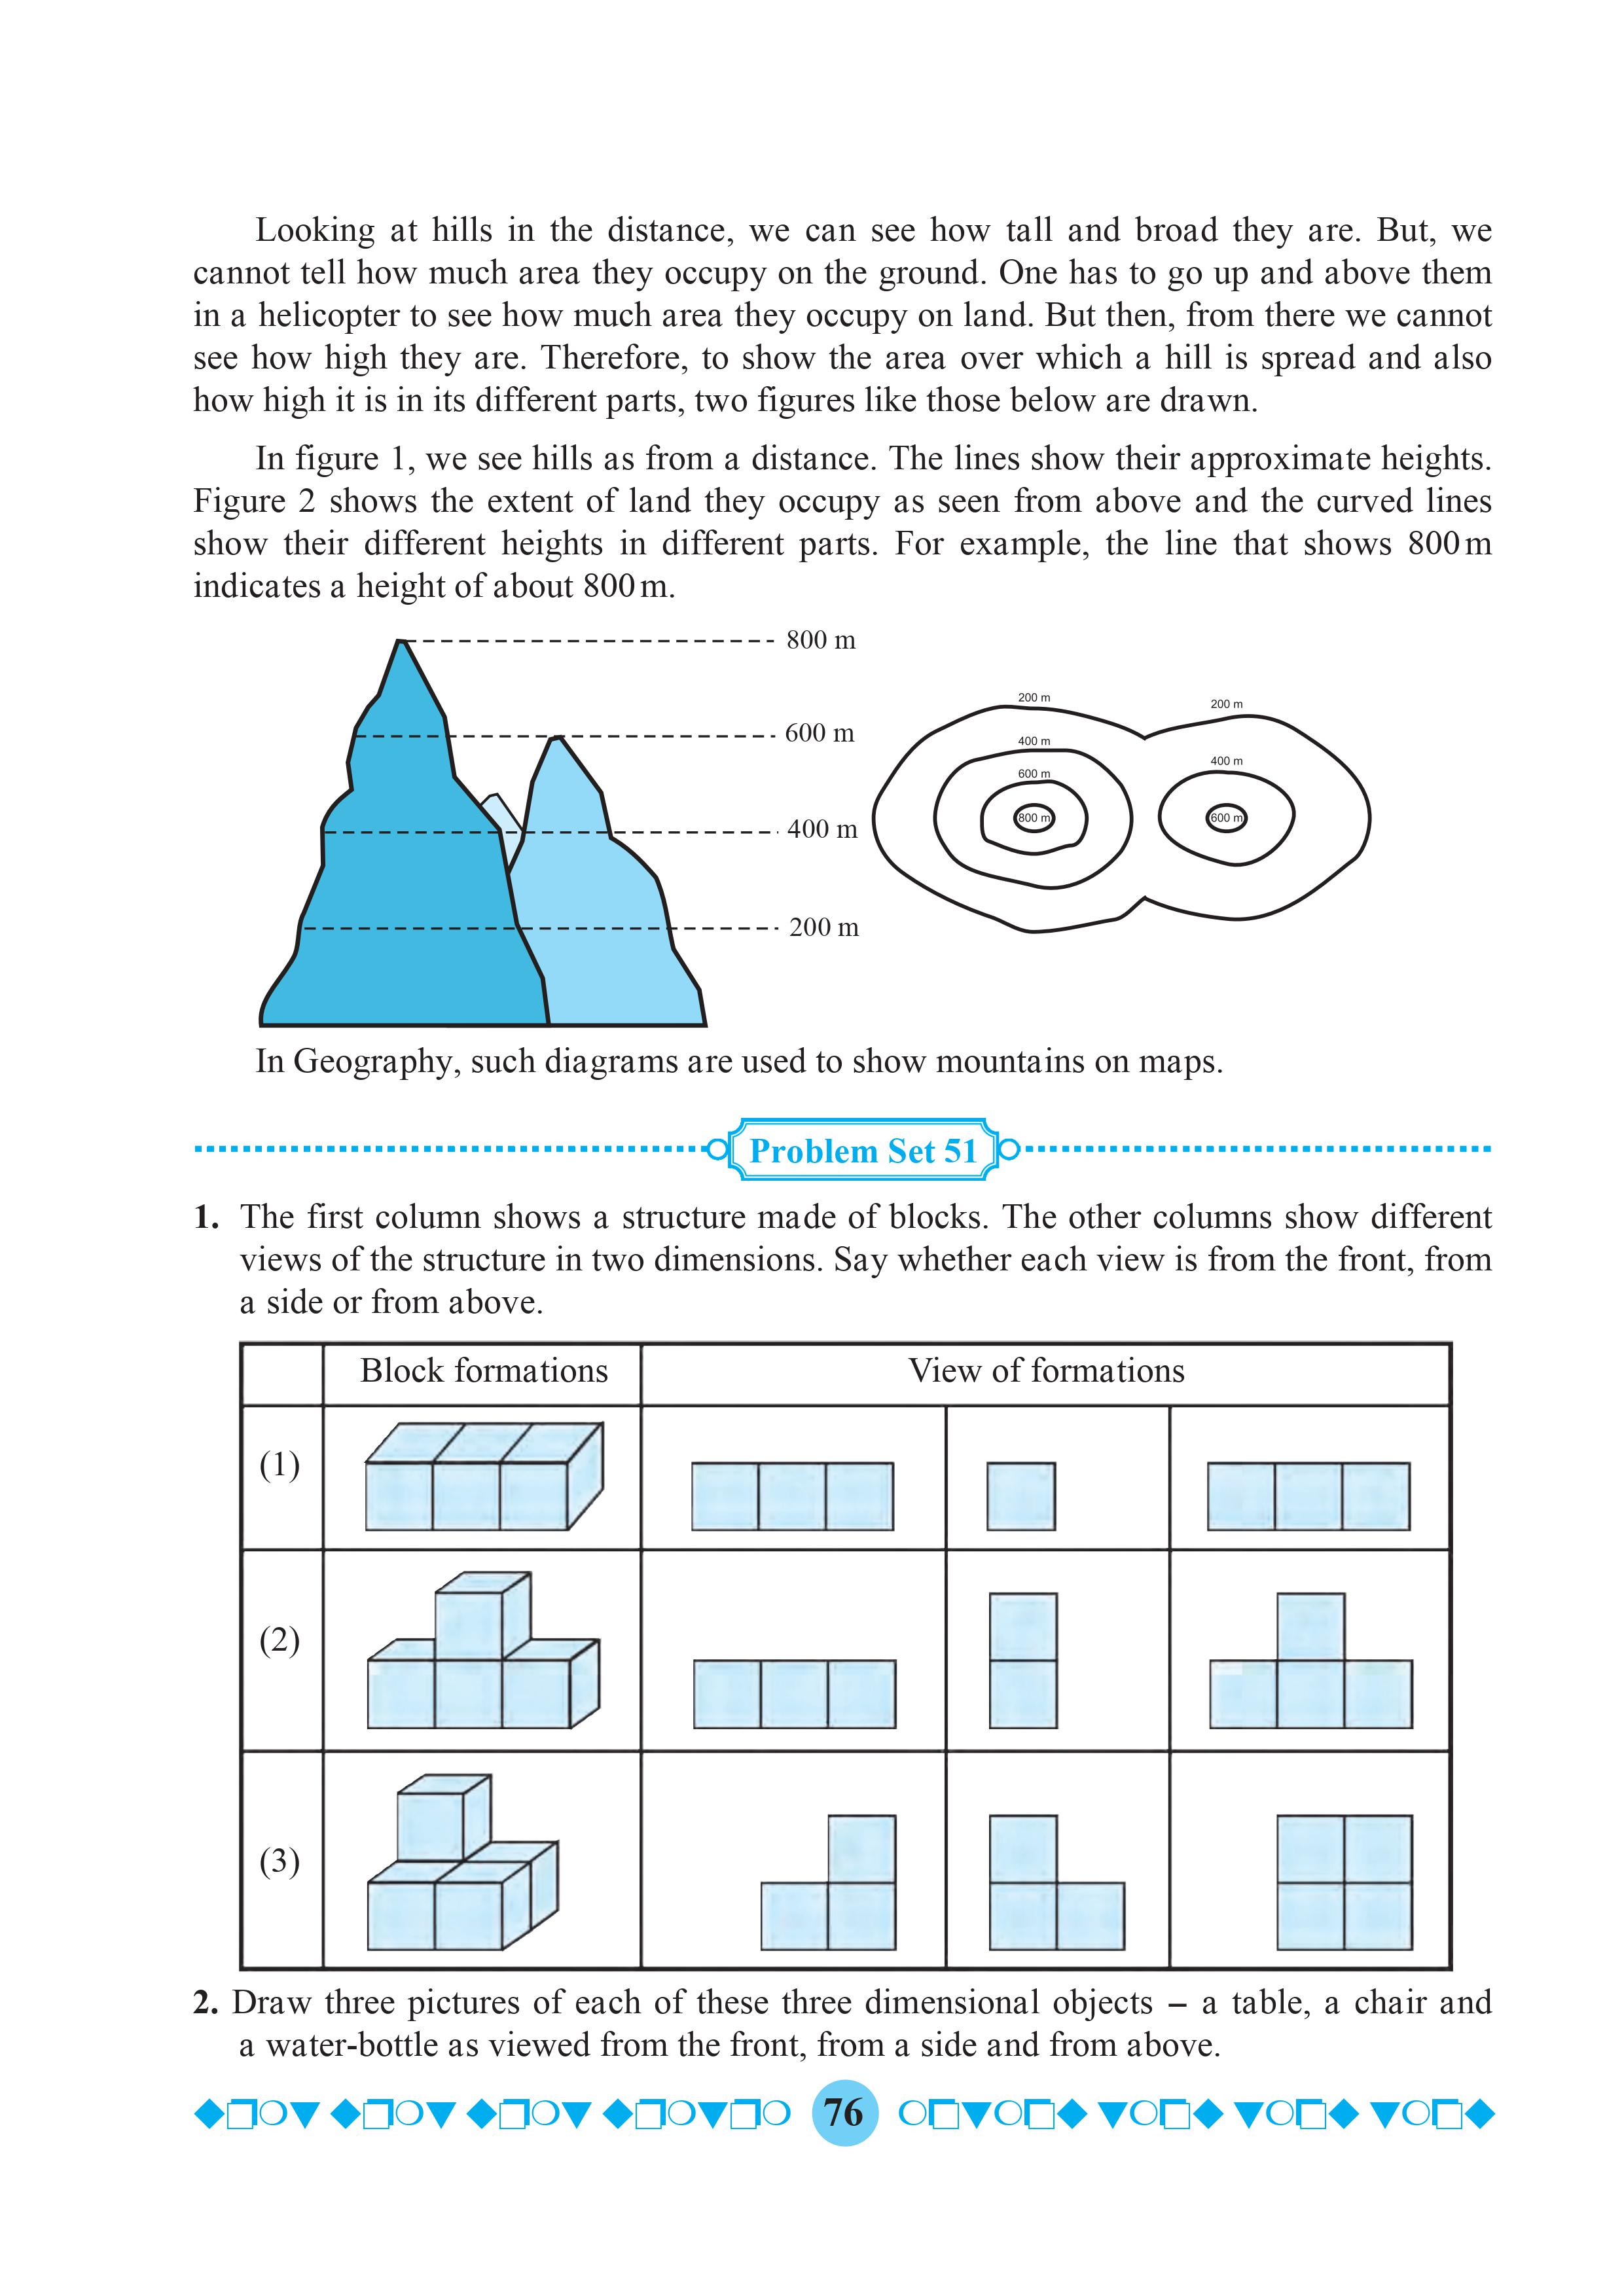 Looking at hills in the distance, we can see how tall and broad they are. But, we
cannot tell how much area they occupy on the ground. One has to go up and above them
in a helicopter to see how much area they occupy on land. But then, from there we cannot
see how high they are. Therefore, to show the area over which a hill is spread and also
how high it is in its different parts, two figures like those below are drawn.
In figure 1, we see hills as from a distance. The lines show their approximate heights.
Figure 2 shows the extent of land they occupy as seen from above and the curved lines
show their different heights in different parts. For example, the line that shows 800 m
indicates a height of about 800 m.
800 m
600 m
400 m
200 m
200 m
200 m
400 m
400 m
600 m
800 m
600 m
In Geography, such diagrams are used to show mountains on maps.
Problem Set 51
1. The first column shows a structure made of blocks. The other columns show different
views of the structure in two dimensions. Say whether each view is from the front, from
a side or from above.
Block formations
View of formations
(1)
(2)
(3)
2. Draw three pictures of each of these three dimensional objects – a table, a chair and
a water-bottle as viewed from the front, from a side and from above.
76